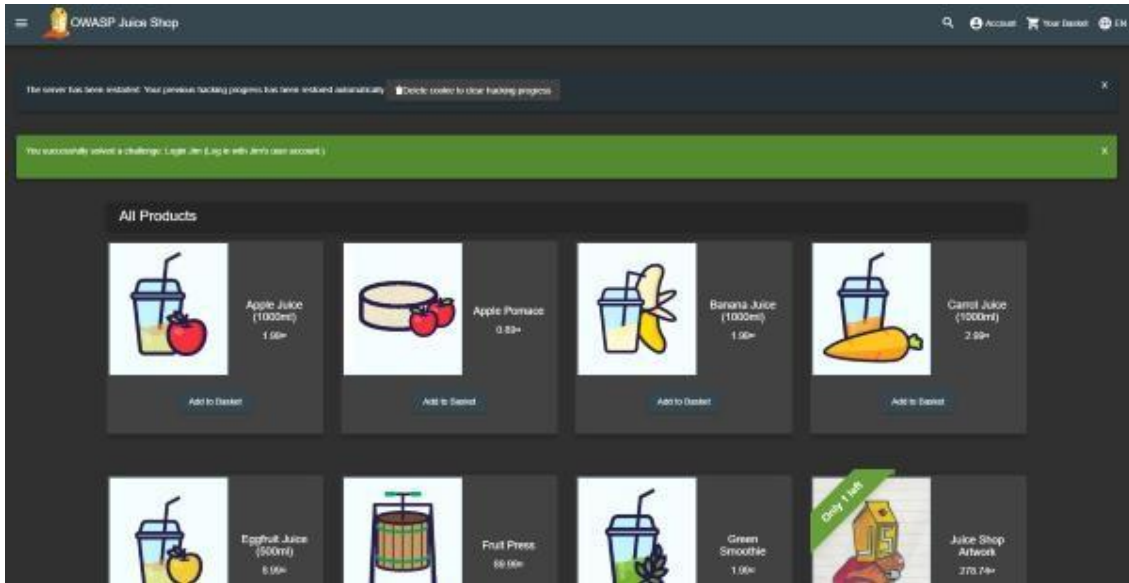 OWASP Juice Shop
Account
Your Basket
EN
The server has been restarted: Your previous hacking progress has been restored automatically.
Delete cookie to clear hacking progress
X
You successfully solved a challenge: Login Jim (Log in with Jim's user account.)
X
All Products
Apple Juice
(1000ml)
1.99¤
Add to Basket
Apple Pomace
0.89¤
Add to Basket
Banana Juice
(1000ml)
1.99¤
Add to Basket
Carrot Juice
(1000ml)
2.99¤
Add to Basket
Eggfruit Juice
(500ml)
8.99¤
Fruit Press
89.99¤
Green
Smoothie
1.99¤
Only 1 left
Juice Shop
Artwork
278.74¤